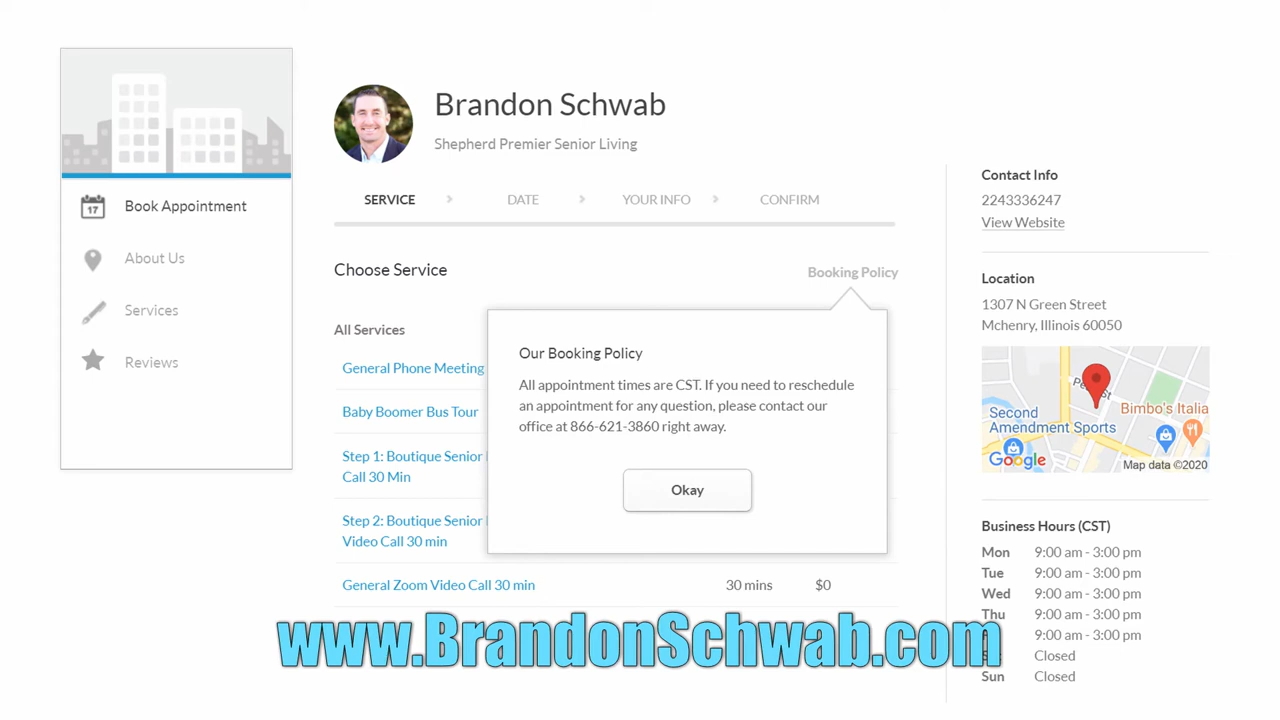 Brandon Schwab
Shepherd Premier Senior Living
17
Book Appointment
About Us
Services
Reviews
SERVICE
DATE
YOUR INFO
CONFIRM
Choose Service
Booking Policy
All Services
General Phone Meeting
Baby Boomer Bus Tour
Step 1: Boutique Senior
Call 30 Min
Step 2: Boutique Senior
Video Call 30 min
General Zoom Video Call 30 min
30 mins
$0
Our Booking Policy
All appointment times are CST. If you need to reschedule
an appointment for any question, please contact our
office at 866-621-3860 right away.
Okay
Contact Info
2243336247
View Website
Location
1307 N Green Street
Mchenry, Illinois 60050
Second
Amendment Sports
Bimbo's Italia
Google
Map data ©2020
Business Hours (CST)
Mon 9:00 am - 3:00 pm
Tue 9:00 am - 3:00 pm
Wed 9:00 am - 3:00 pm
Thu 9:00 am - 3:00 pm
9:00 am - 3:00 pm
Closed
Sun Closed
www.BrandonSchwab.com